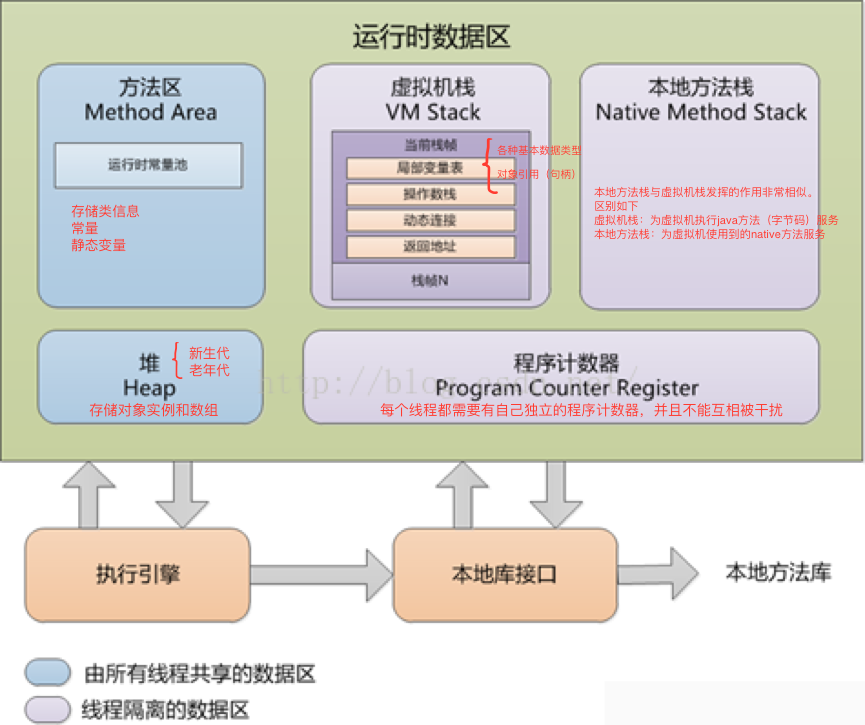 运行时数据区
方法区
Method Area
运行时常量池
存储类信息
常量
静态变量
虚拟机栈
VM Stack
当前栈帧
局部变量表
操作数栈
动态连接
返回地址
栈帧N
各种基本数据类型
对象引用（句柄）
本地方法栈
Native Method Stack
本地方法栈与虚拟机栈发挥的作用非常相似。
区别如下
虚拟机栈：为虚拟机执行java方法（字节码）服务
本地方法栈：为虚拟机使用到的native方法服务
堆
Heap
新生代
老年代
存储对象实例和数组
程序计数器
Program Counter Register
每个线程都需要有自己独立的程序计数器，并且不能互相被干扰
http://blog.csdn.net/
执行引擎
本地库接口
本地方法库
由所有线程共享的数据区
线程隔离的数据区